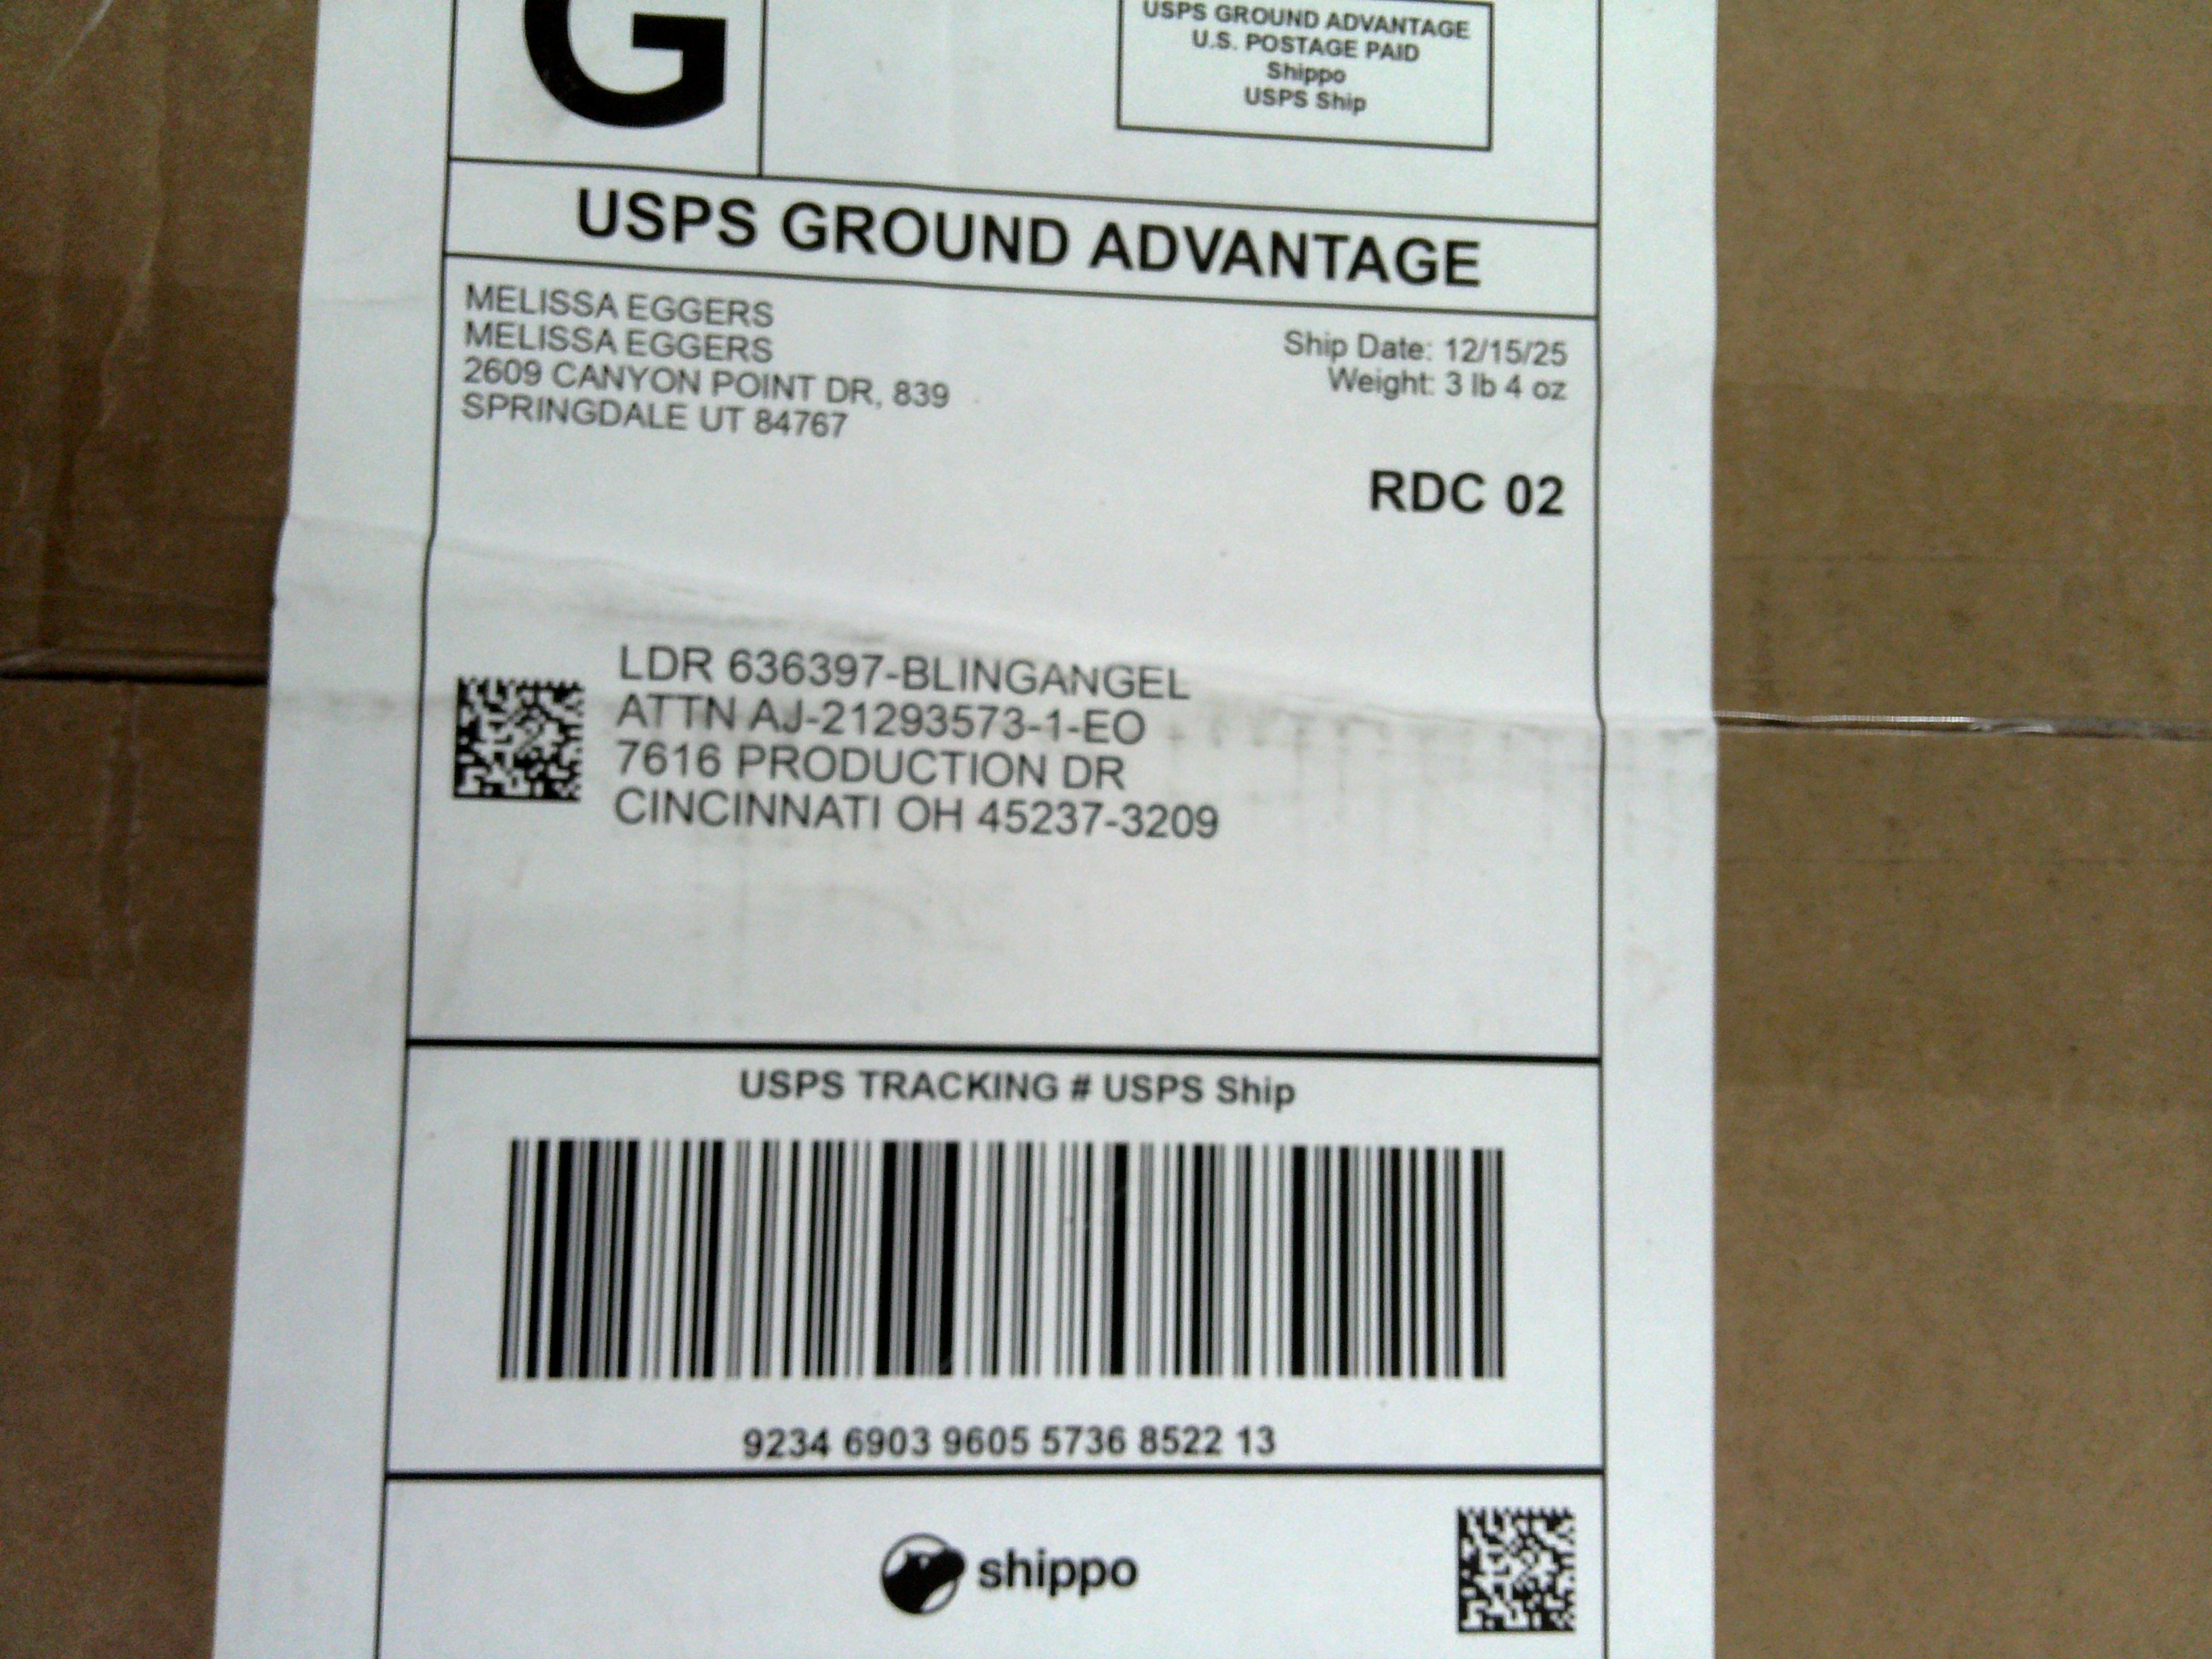 G
USPS GROUND ADVANTAGE
U.S. POSTAGE PAID
Shippo
USPS Ship
USPS GROUND ADVANTAGE
MELISSA EGGERS
MELISSA EGGERS
2609 CANYON POINT DR, 839
SPRINGDALE UT 84767
Ship Date: 12/15/25
Weight: 3 lb 4 oz
RDC 02
LDR 636397-BLINGANGEL
ATTN AJ-21293573-1-EO
7616 PRODUCTION DR
CINCINNATI OH 45237-3209
USPS TRACKING # USPS Ship
9234 6903 9605 5736 8522 13
shippo